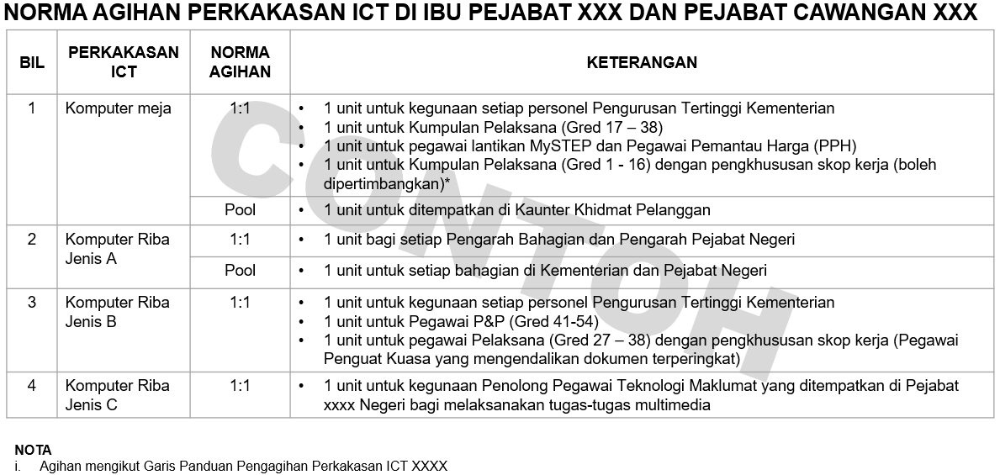 NORMA AGIHAN PERKAKASAN ICT DI IBU PEJABAT XXX DAN PEJABAT CAWANGAN XXX
BIL
PERKAKASAN
ICT
NORMA
AGIHAN
KETERANGAN
1
Komputer meja
1:1
• 1 unit untuk kegunaan setiap personel Pengurusan Tertinggi Kementerian
• 1 unit untuk Kumpulan Pelaksana (Gred 17 – 38)
• 1 unit untuk pegawai lantikan MySTEP dan Pegawai Pemantau Harga (PPH)
• 1 unit untuk Kumpulan Pelaksana (Gred 1 - 16) dengan pengkhususan skop kerja (boleh
dipertimbangkan)*
Pool
• 1 unit untuk ditempatkan di Kaunter Khidmat Pelanggan
2
Komputer Riba
Jenis A
1:1
• 1 unit bagi setiap Pengarah Bahagian dan Pengarah Pejabat Negeri
Pool
• 1 unit untuk setiap bahagian di Kementerian dan Pejabat Negeri
3
Komputer Riba
Jenis B
1:1
• 1 unit untuk kegunaan setiap personel Pengurusan Tertinggi Kementerian
• 1 unit untuk Pegawai P&P (Gred 41-54)
• 1 unit untuk pegawai Pelaksana (Gred 27 – 38) dengan pengkhususan skop kerja (Pegawai
Penguat Kuasa yang mengendalikan dokumen terperingkat)
4
Komputer Riba
Jenis C
1:1
• 1 unit untuk kegunaan Penolong Pegawai Teknologi Maklumat yang ditempatkan di Pejabat
xxxx Negeri bagi melaksanakan tugas-tugas multimedia
CONTOH
NOTA
i. Agihan mengikut Garis Panduan Pengagihan Perkakasan ICT XXXX